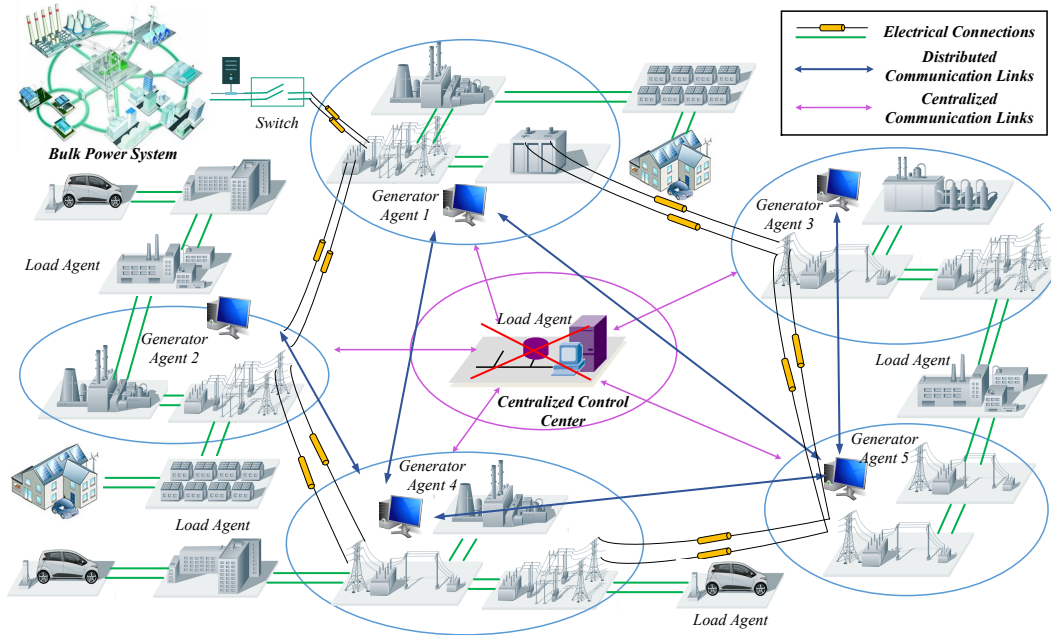 Electrical Connections
Distributed
Communication Links
Centralized
Communication Links
Switch
Bulk Power System
Generator
Agent 1
Generator
Agent 3
Load Agent
Generator
Agent 2
Load Agent
Centralized Control
Center
Load Agent
Generator
Agent 4
Generator
Agent 5
Load Agent
Load Agent